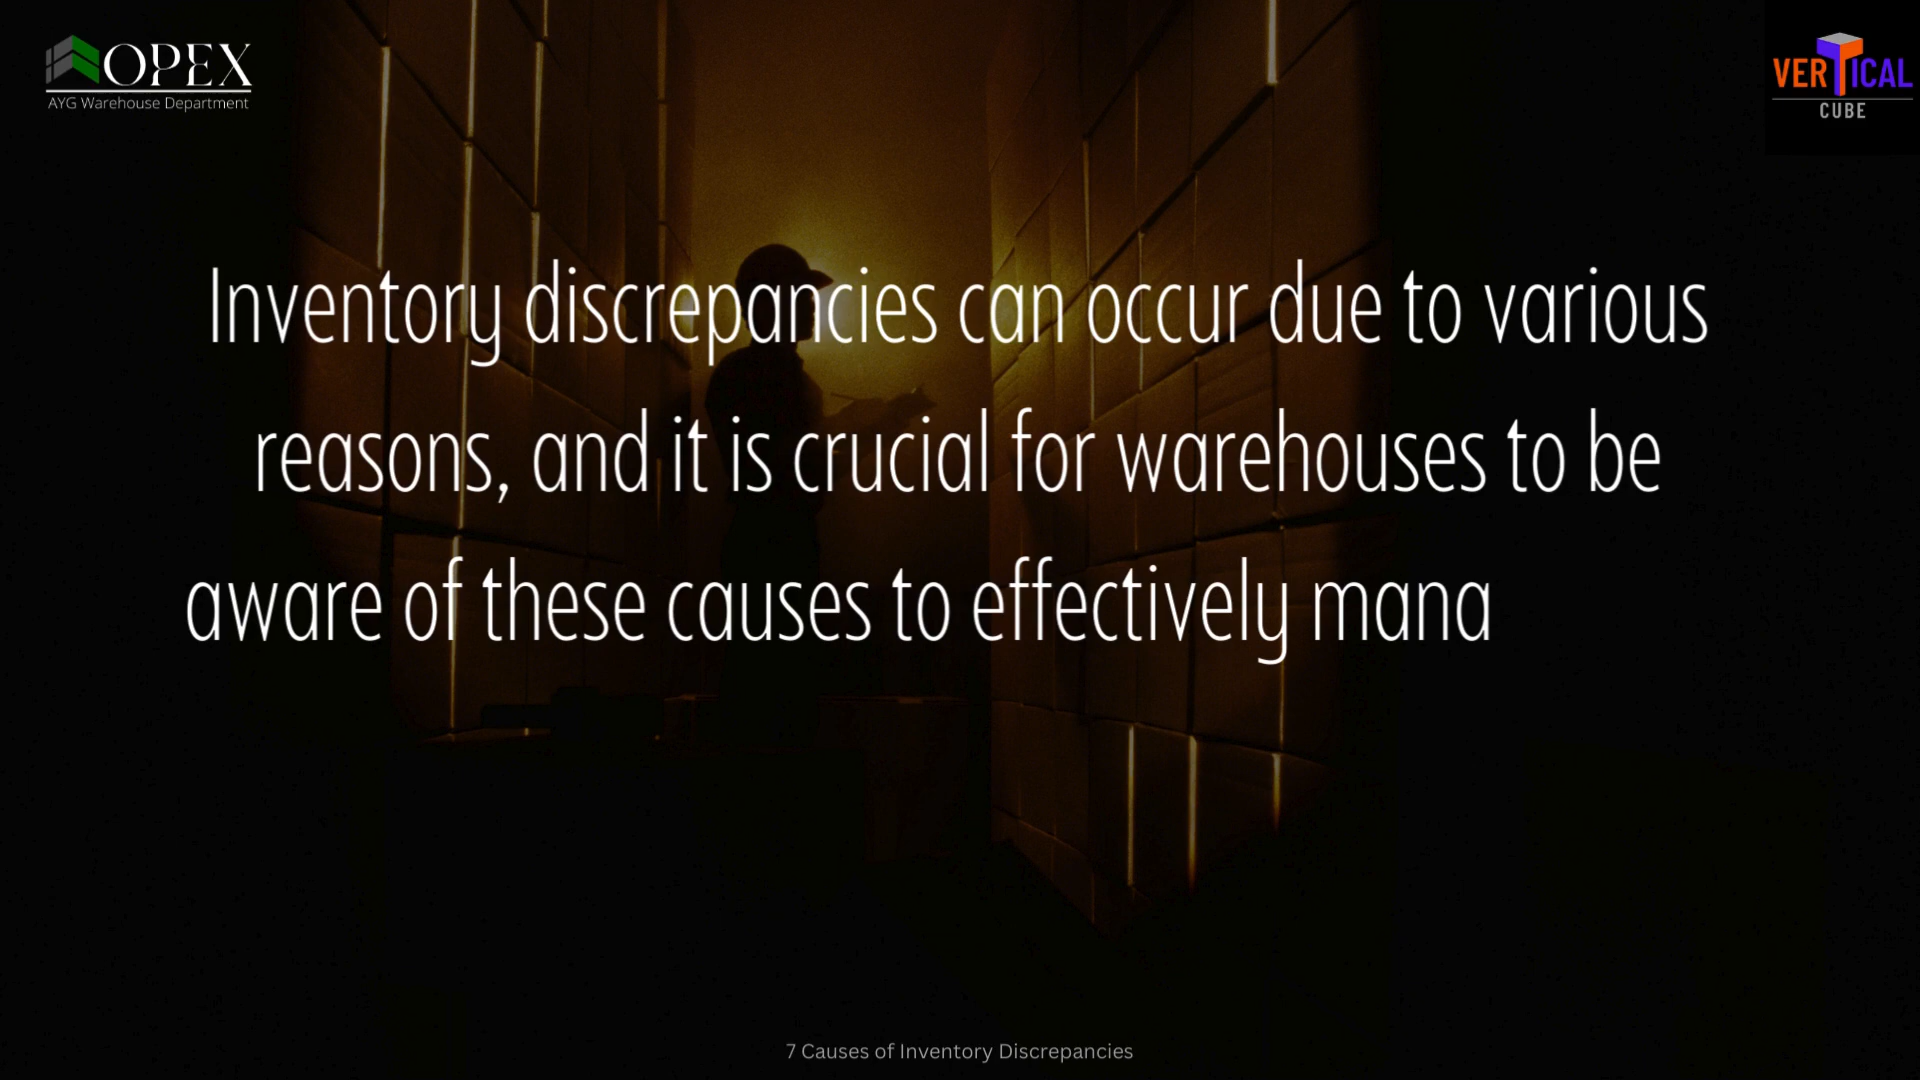 OPEX
AYG Warehouse Department
VERTICAL
CUBE
Inventory discrepancies can occur due to various
reasons, and it is crucial for warehouses to be
aware of these causes to effectively mana
7 Causes of Inventory Discrepancies